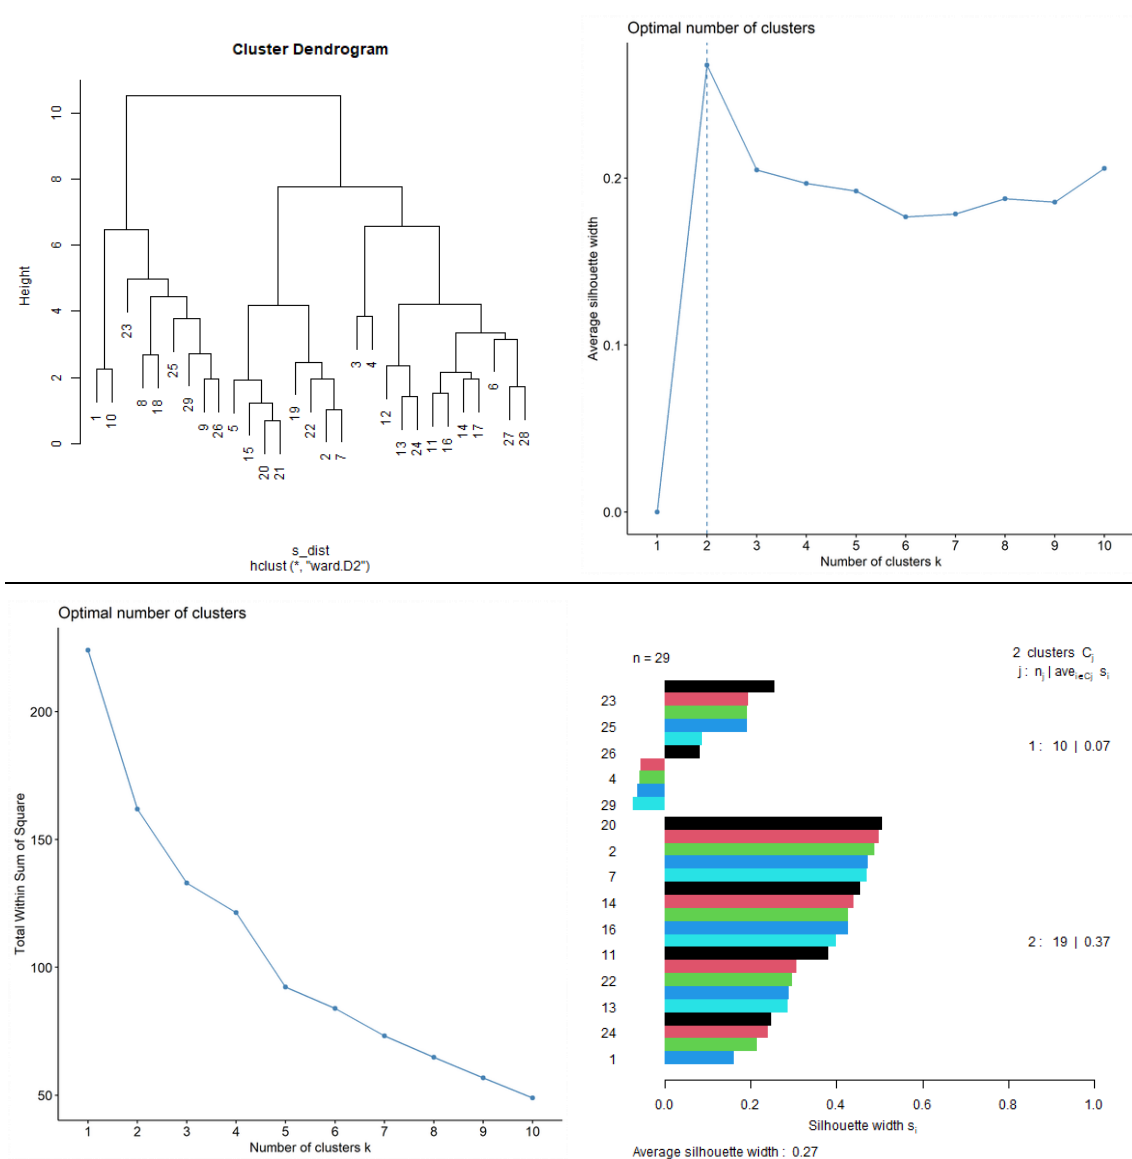 Cluster Dendrogram
Height
0 2 4 6 8 10
23
3 4
25
6
1 10 8 18 29 19 12
9 26 5 22 11 16 14 17 27 28
15 2 7 13 24
20 21
s_dist
hclust (*, "ward.D2")
Optimal number of clusters
Average silhouette width
0.2
0.1
0.0
1 2 3 4 5 6 7 8 9 10
Number of clusters k
Optimal number of clusters
Total Within Sum of Square
200
150
100
50
1 2 3 4 5 6 7 8 9 10
Number of clusters k
n = 29
2 clusters Cj
j : nj | avei∈Cj si
23
25
26
4
29
20
2
7
14
16
11
22
13
24
1
1 : 10 | 0.07
2 : 19 | 0.37
0.0 0.2 0.4 0.6 0.8 1.0
Silhouette width si
Average silhouette width : 0.27